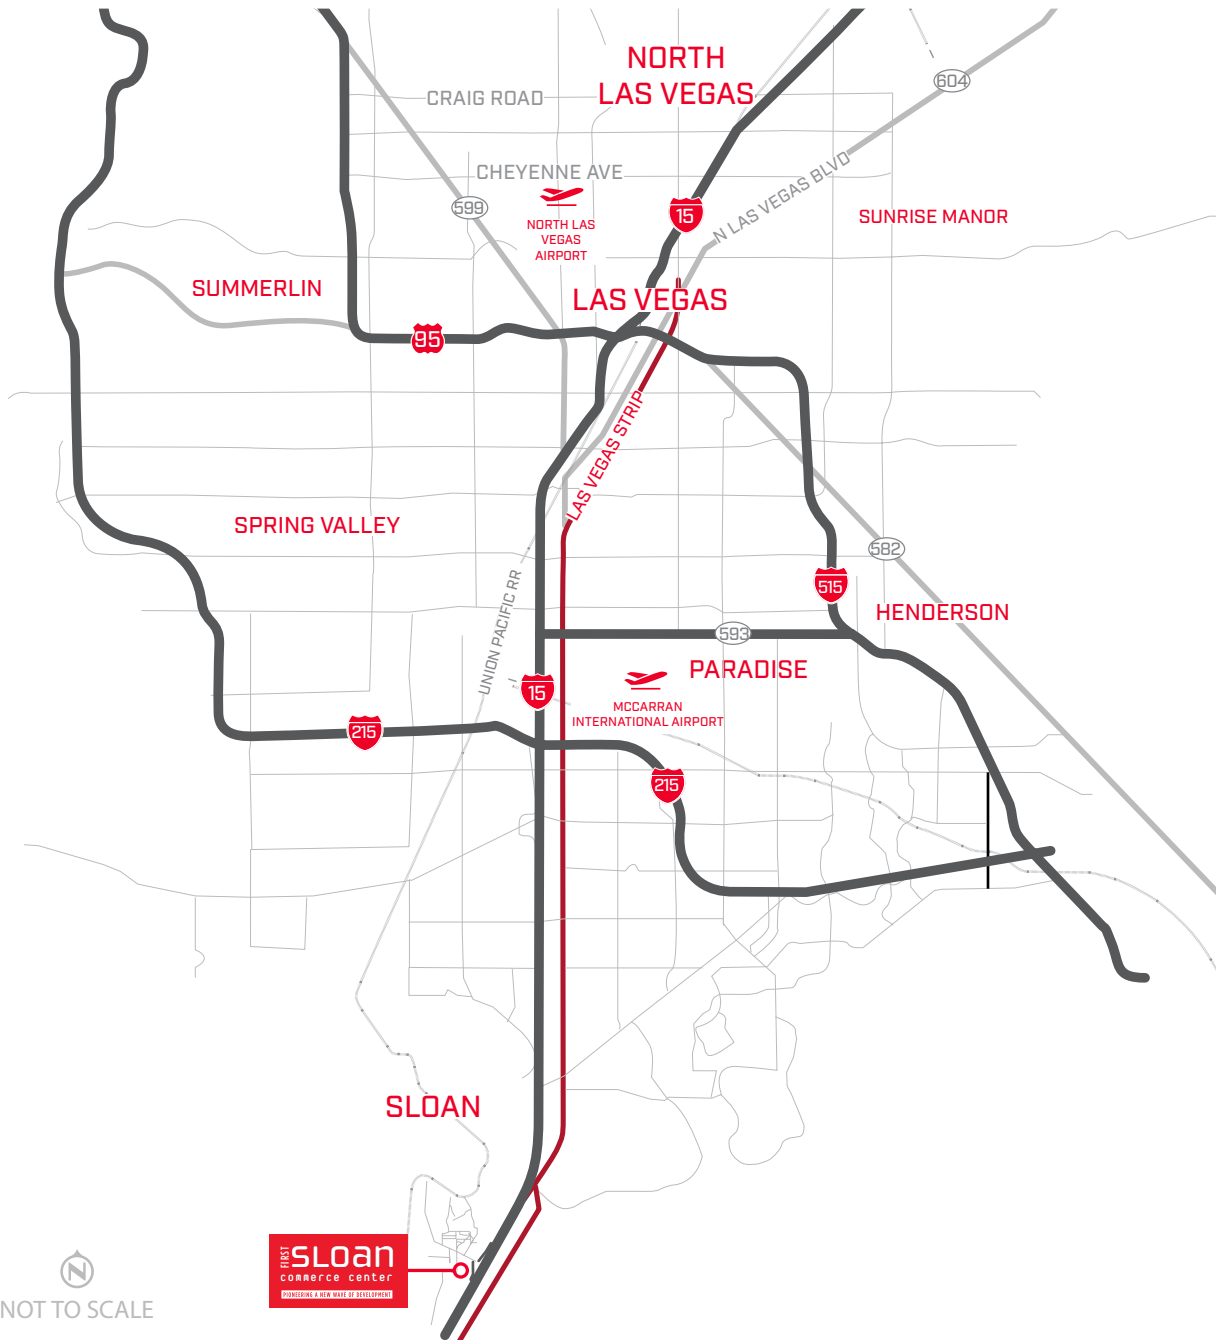 NORTH
LAS VEGAS
604
CRAIG ROAD
CHEYENNE AVE
N LAS VEGAS BLVD
599
NORTH LAS
VEGAS
AIRPORT
15
SUNRISE MANOR
SUMMERLIN
LAS VEGAS
95
LAS VEGAS STRIP
SPRING VALLEY
582
UNION PACIFIC RR
515
HENDERSON
593
PARADISE
15
MCCARRAN
INTERNATIONAL AIRPORT
215
215
SLOAN
FIRST
SLOan
commerce center
PIONEERING A NEW WAVE OF DEVELOPMENT
N
NOT TO SCALE